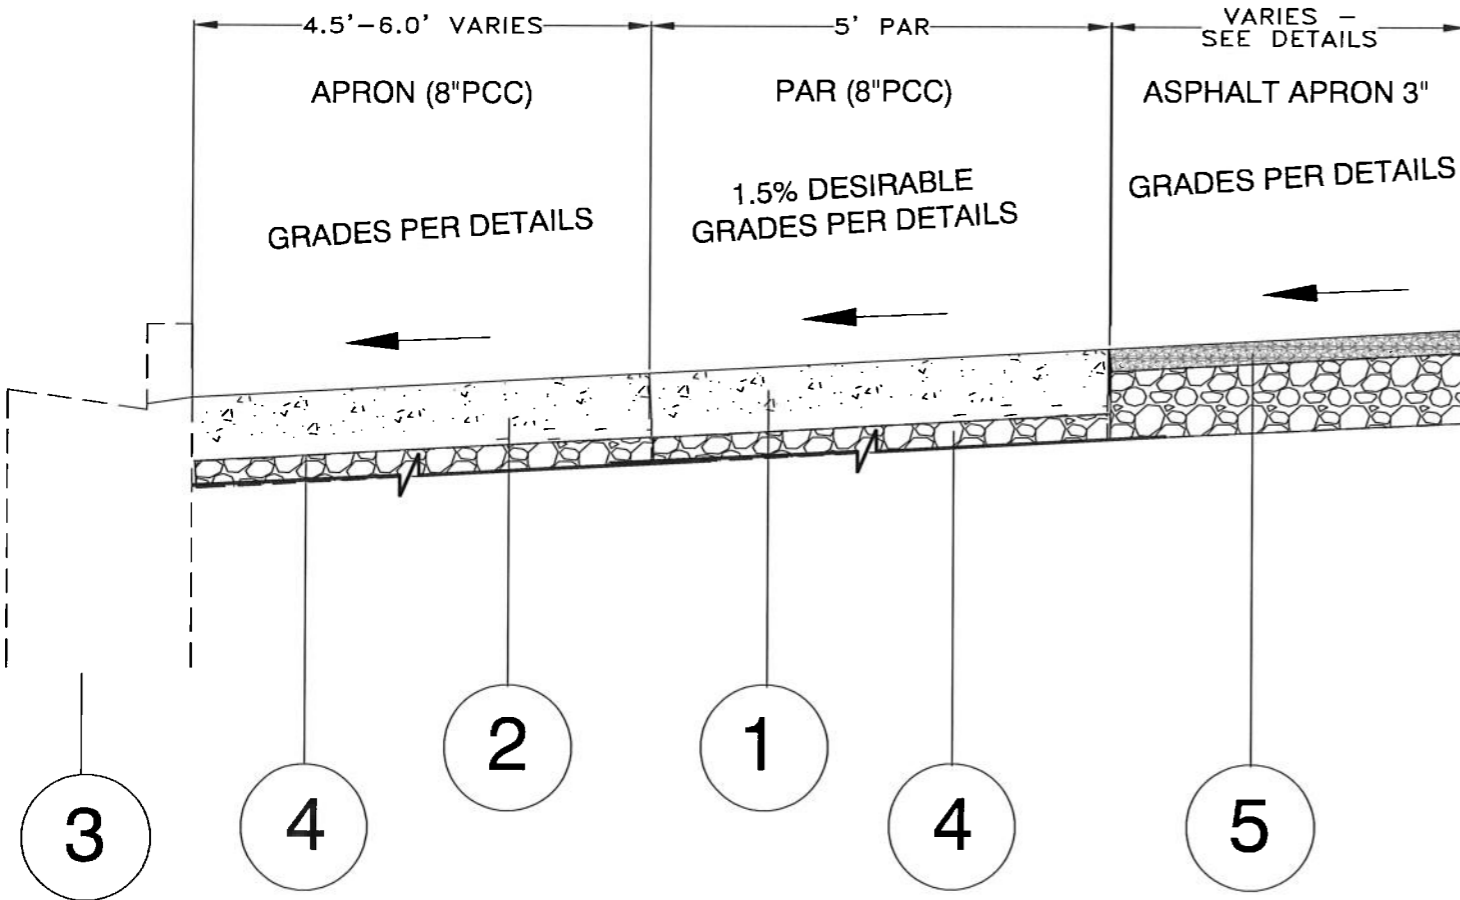 4.5'-6.0' VARIES
5' PAR
VARIES –
SEE DETAILS
APRON (8"PCC)
PAR (8"PCC)
ASPHALT APRON 3"
GRADES PER DETAILS
1.5% DESIRABLE
GRADES PER DETAILS
GRADES PER DETAILS
3
4
2
1
4
5